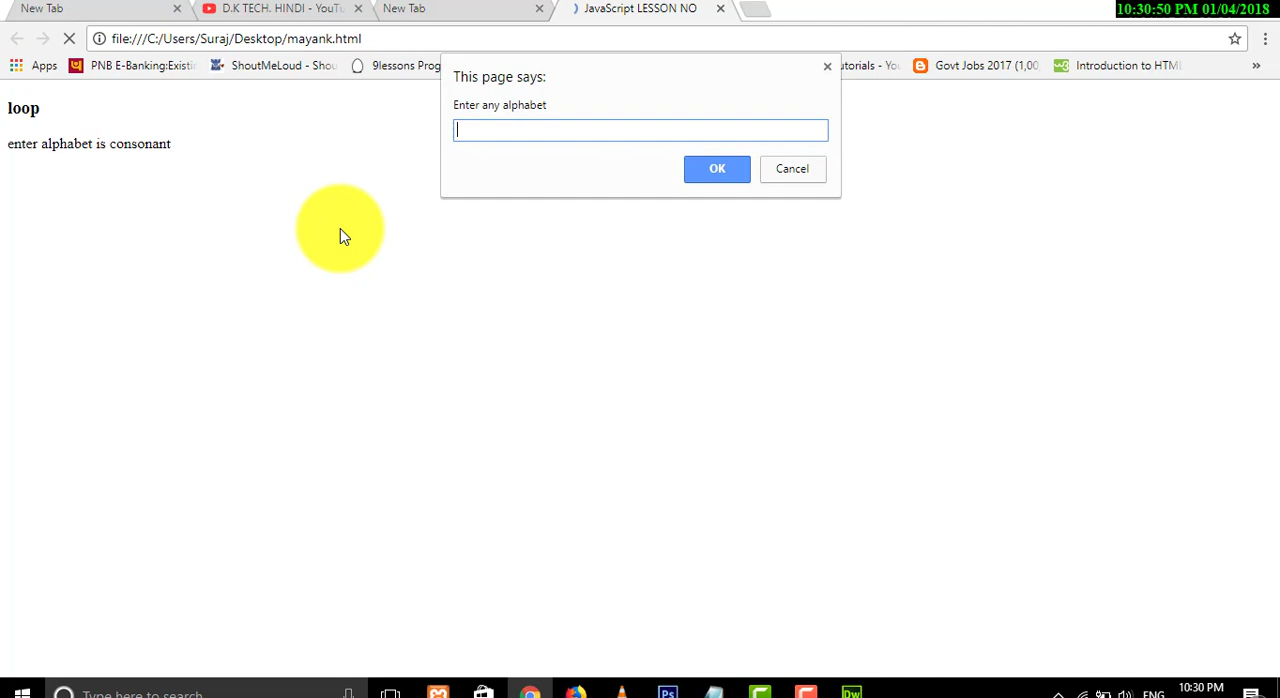 New Tab
D.K TECH. HINDI - YouTu
New Tab
JavaScript LESSON NO
10:30:50 PM 01/04/2018
file:///C:/Users/Suraj/Desktop/mayank.html
Apps
PNB E-Banking:Existin
ShoutMeLoud - Shou
9lessons Prog
utorials - You
Govt Jobs 2017 (1,00
Introduction to HTML
»
This page says:
Enter any alphabet
OK
Cancel
loop
enter alphabet is consonant
Type here to search
Ps
Dw
ENG
10:30 PM